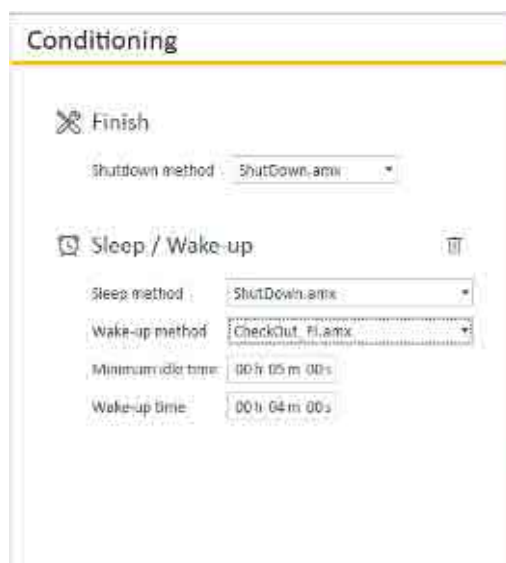 Conditioning
Finish
Shutdown method ShutDown.amx
Sleep / Wake-up
Sleep method ShutDown.amx
Wake-up method CheckOut_FI.amx
Minimum idle time 00 h 05 m 00 s
Wake-up time 00 h 04 m 00 s